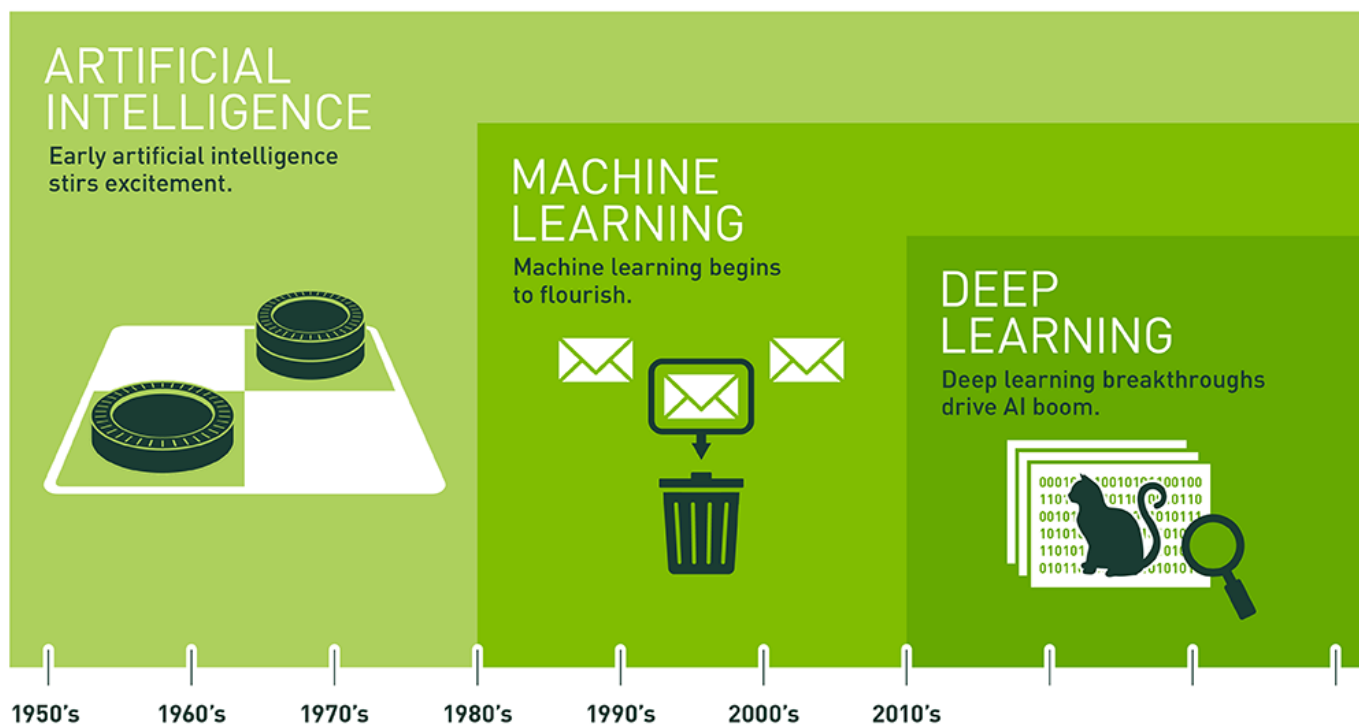 ARTIFICIAL
INTELLIGENCE
Early artificial intelligence
stirs excitement.
MACHINE
LEARNING
Machine learning begins
to flourish.
DEEP
LEARNING
Deep learning breakthroughs
drive AI boom.
1950's 1960's 1970's 1980's 1990's 2000's 2010's